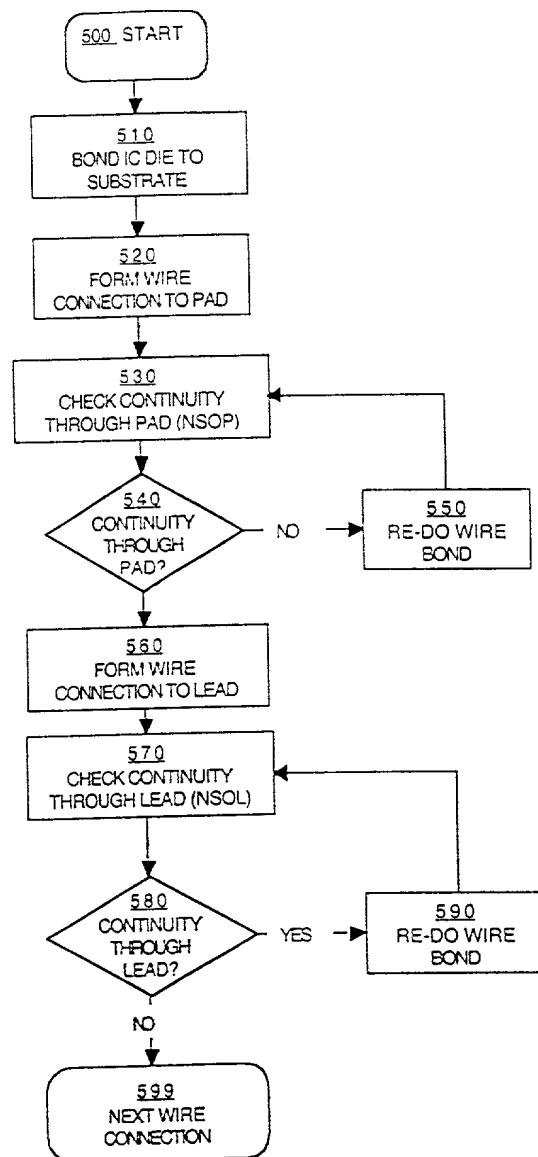 500 START
510
BOND IC DIE TO
SUBSTRATE
520
FORM WIRE
CONNECTION TO PAD
530
CHECK CONTINUITY
THROUGH PAD (NSOP)
540
CONTINUITY
THROUGH
PAD?
NO
550
RE-DO WIRE
BOND
560
FORM WIRE
CONNECTION TO LEAD
570
CHECK CONTINUITY
THROUGH LEAD (NSOL)
580
CONTINUITY
THROUGH
LEAD?
YES
590
RE-DO WIRE
BOND
NO
599
NEXT WIRE
CONNECTION